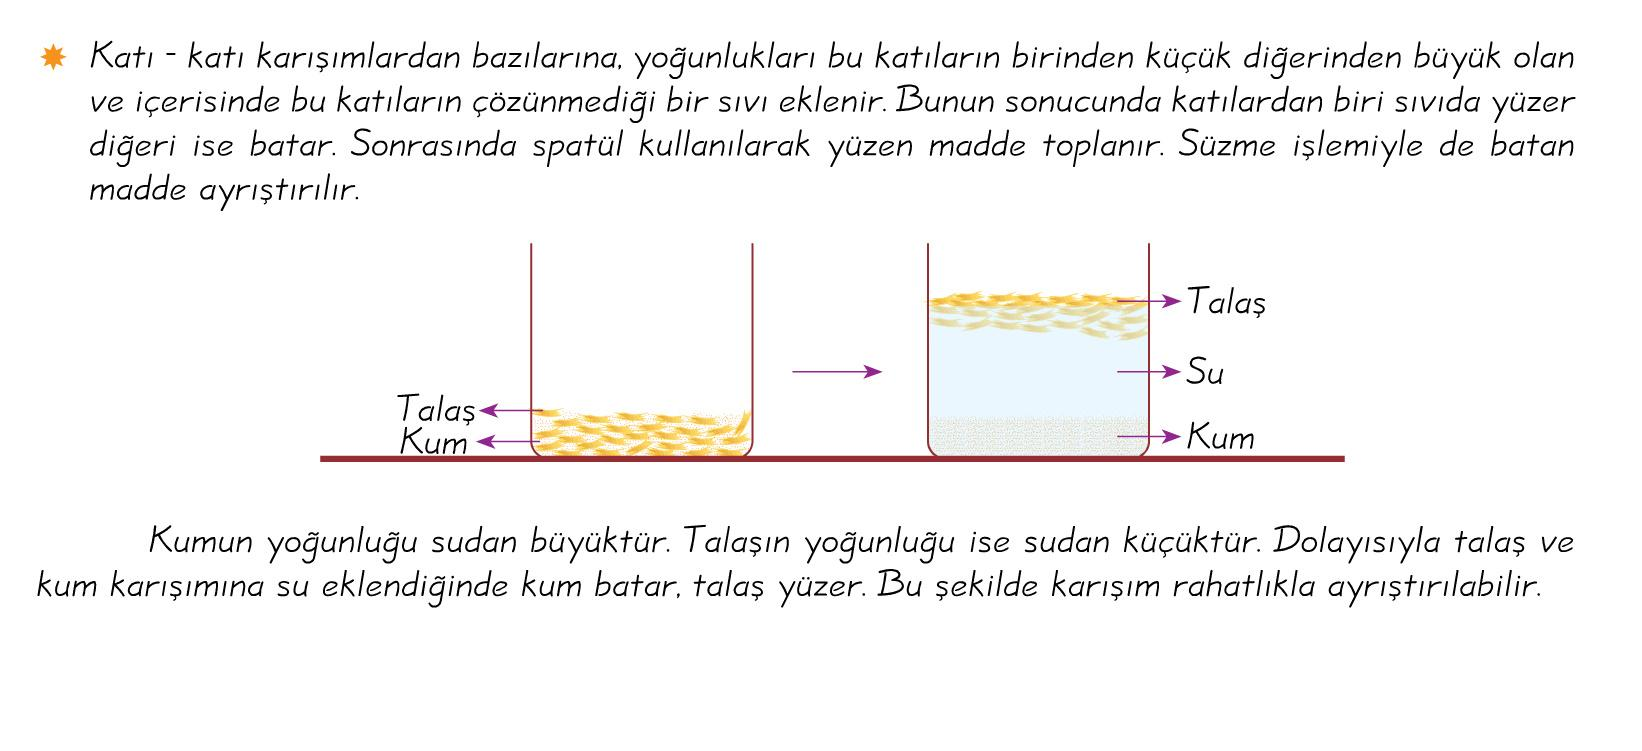 Katı - katı karışımlardan bazılarına, yoğunlukları bu katıların birinden küçük diğerinden büyük olan
ve içerisinde bu katıların çözünmediği bir sıvı eklenir. Bunun sonucunda katılardan biri sıvıda yüzer
diğeri ise batar. Sonrasında spatül kullanılarak yüzen madde toplanır. Süzme işlemiyle de batan
madde ayrıştırılır.
Talaş
Kum
Talaş
Su
Kum
Kumun yoğunluğu sudan büyüktür. Talaşın yoğunluğu ise sudan küçüktür. Dolayısıyla talaş ve
kum karışımına su eklendiğinde kum batar, talaş yüzer. Bu şekilde karışım rahatlıkla ayrıştırılabilir.